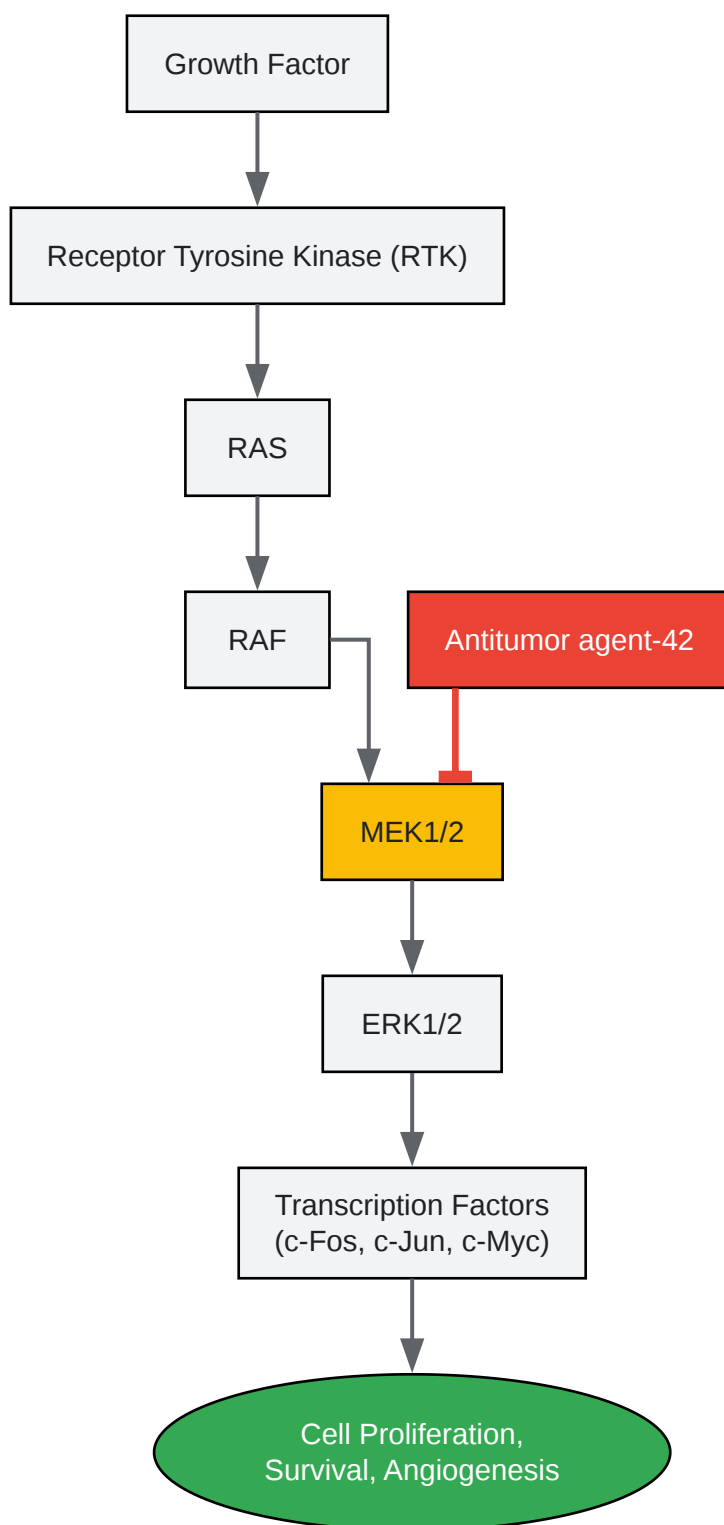 Growth Factor
Receptor Tyrosine Kinase (RTK)
RAS
RAF
Antitumor agent-42
MEK1/2
ERK1/2
Transcription Factors
(c-Fos, c-Jun, c-Myc)
Cell Proliferation,
Survival, Angiogenesis